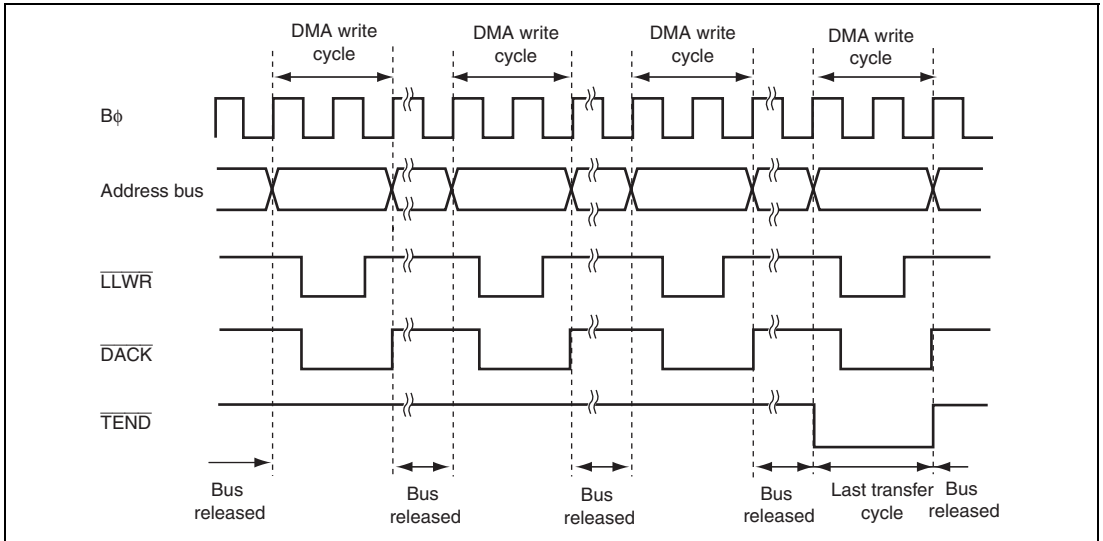 DMA write
cycle
DMA write
cycle
DMA write
cycle
DMA write
cycle
Bφ
Address bus
LLWR
DACK
TEND
Bus
released
Bus
released
Bus
released
Bus
released
Last transfer
cycle
Bus
released